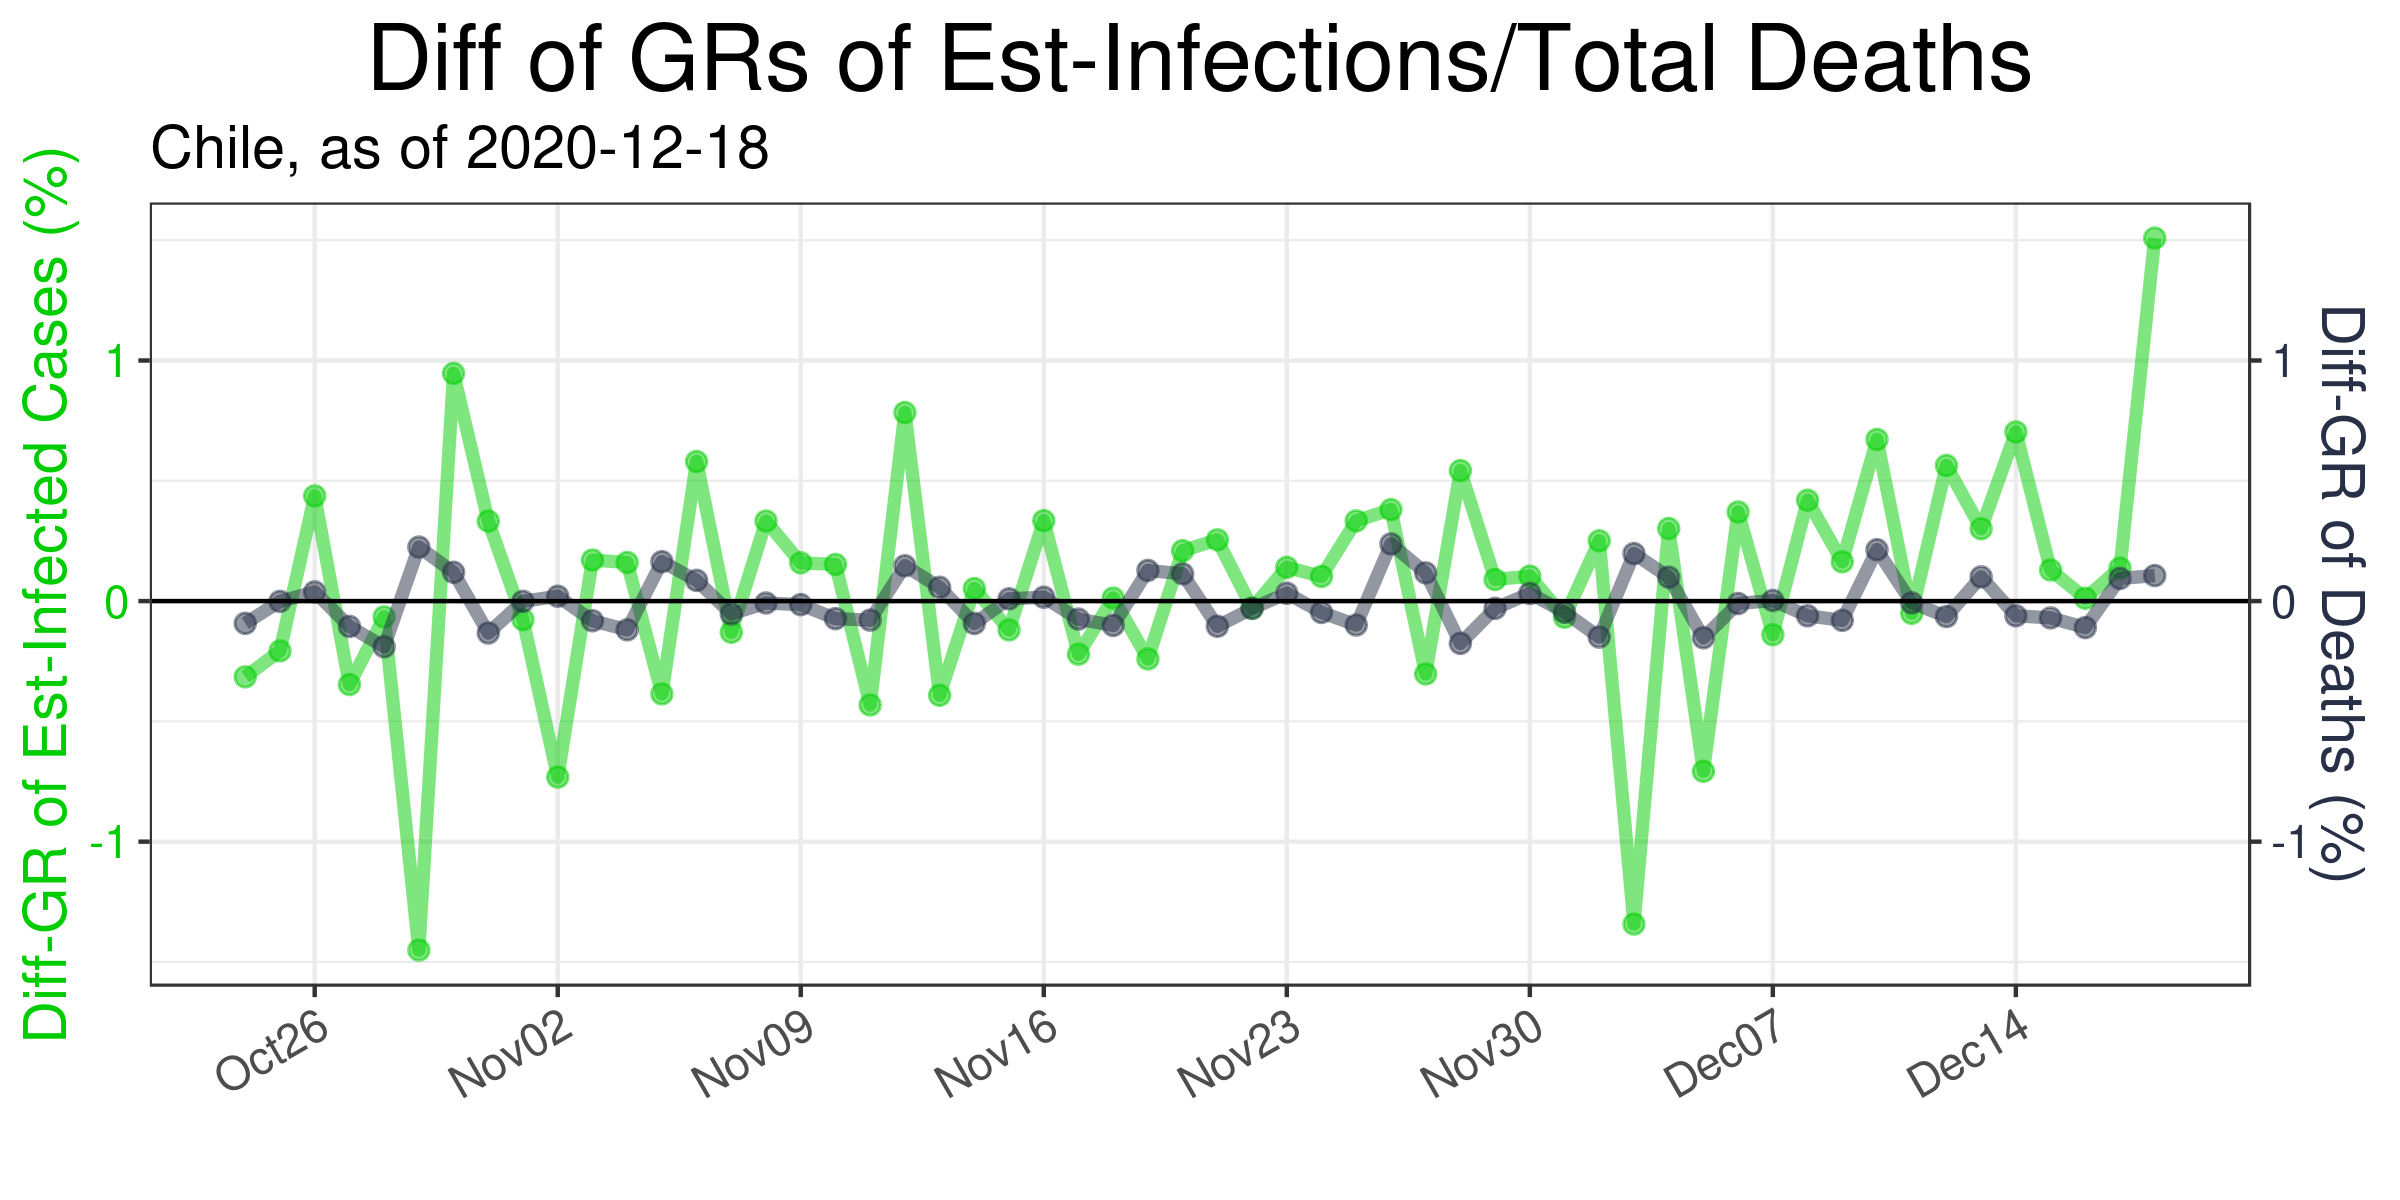 Diff of GRs of Est-Infections/Total Deaths
Chile, as of 2020-12-18
Diff-GR of Est-Infected Cases (%)
1
0
-1
1
0
-1
Diff-GR of Deaths (%)
Oct26
Nov02
Nov09
Nov16
Nov23
Nov30
Dec07
Dec14